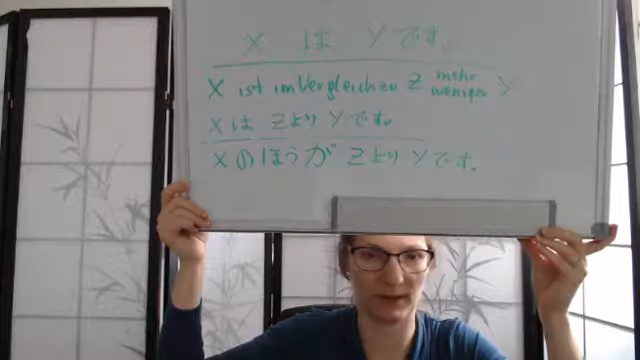 X は Y です。
X ist im Vergleich zu Z mehr weniger Y
X は Z より Y です。
X のほうが Z より Y です。